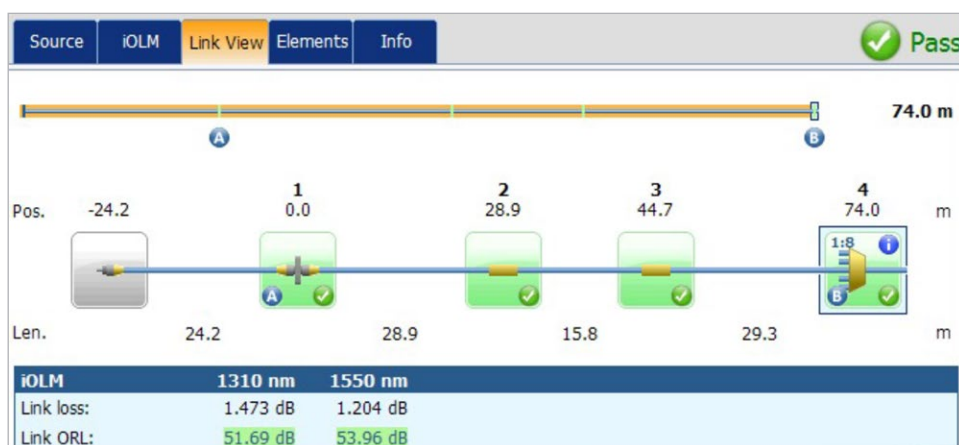 Source iOLM Link View Elements Info Pass
74.0 m
A B
1 2 3 4
Pos. -24.2 0.0 28.9 44.7 74.0 m
1:8 i
A B
Len. 24.2 28.9 15.8 29.3 m
iOLM 1310 nm 1550 nm
Link loss: 1.473 dB 1.204 dB
Link ORL: 51.69 dB 53.96 dB